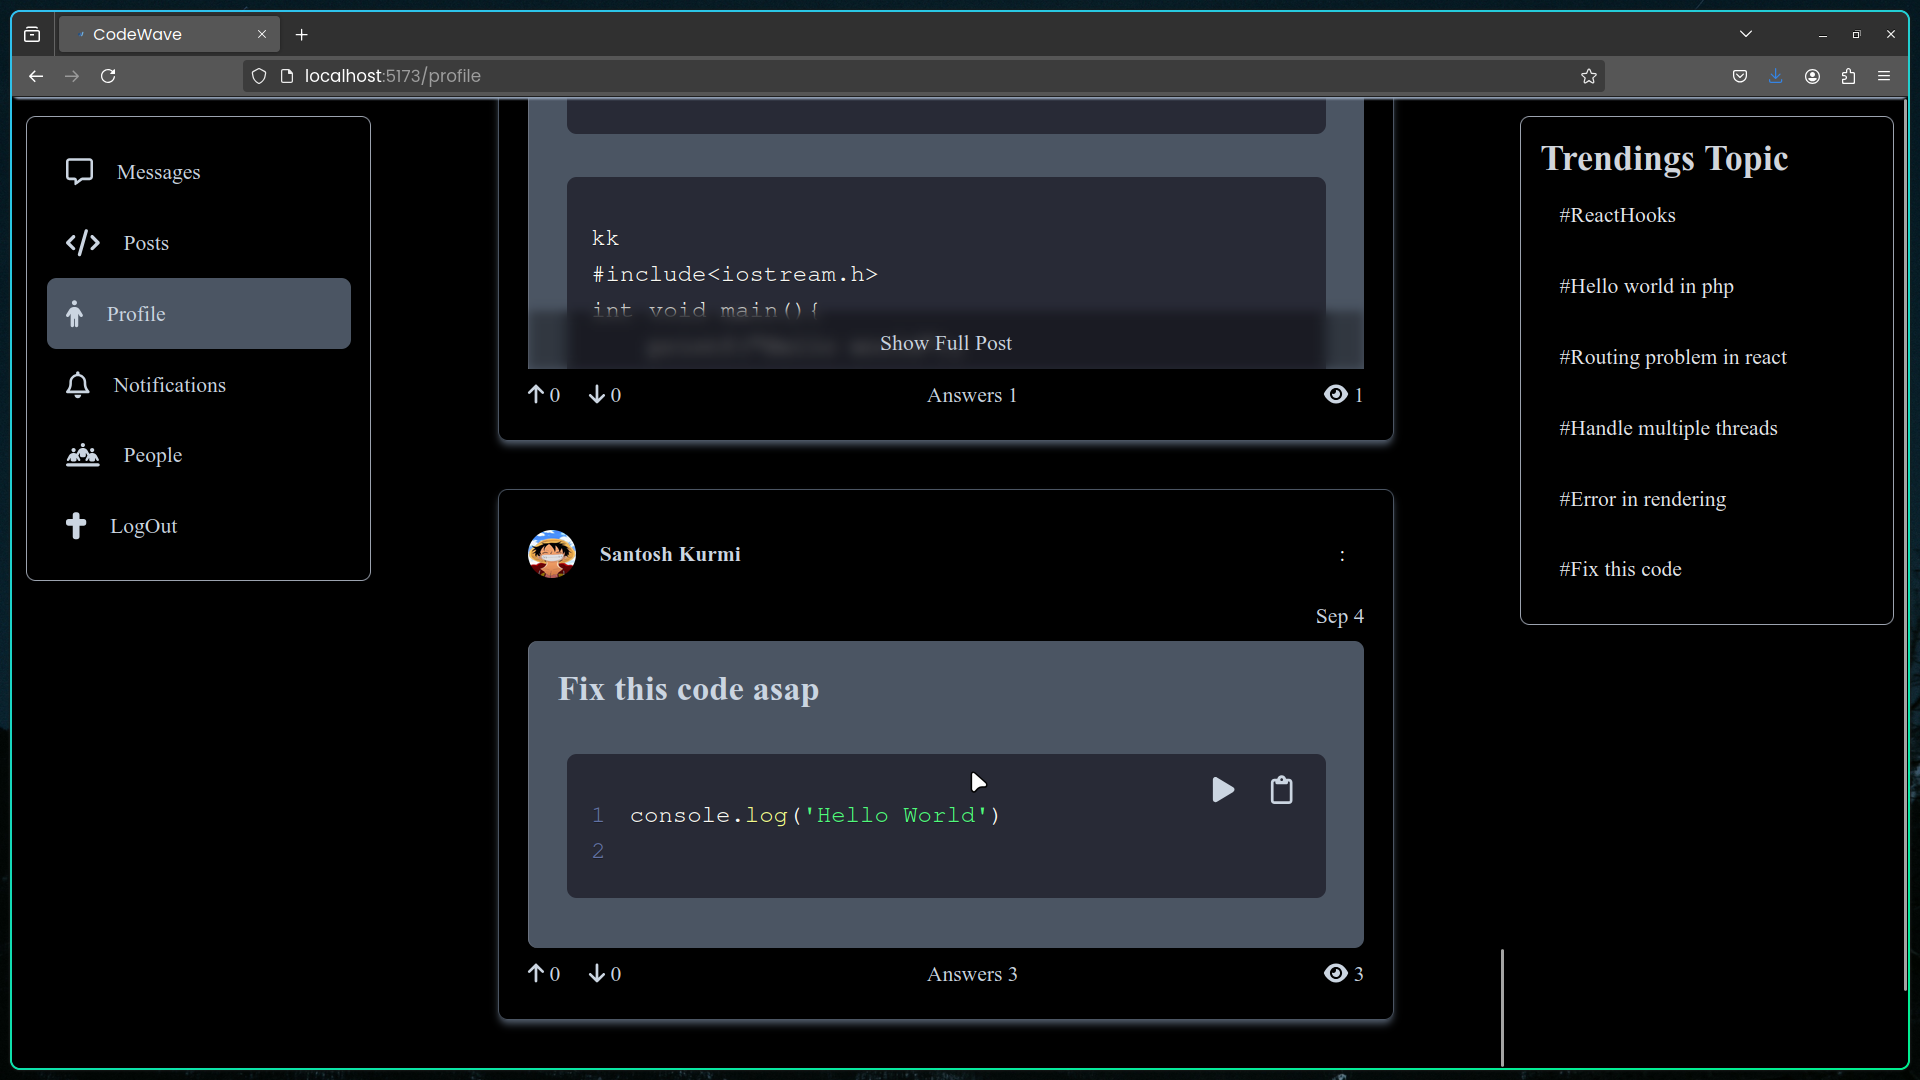 CodeWave
localhost:5173/profile
Messages
Posts
Profile
Notifications
People
LogOut
kk
#include<iostream.h>
int void main(){
Show Full Post
0
0
Answers 1
1
Santosh Kurmi
:
Sep 4
Fix this code asap
1 console.log('Hello World')
2
0
0
Answers 3
3
Trendings Topic
#ReactHooks
#Hello world in php
#Routing problem in react
#Handle multiple threads
#Error in rendering
#Fix this code